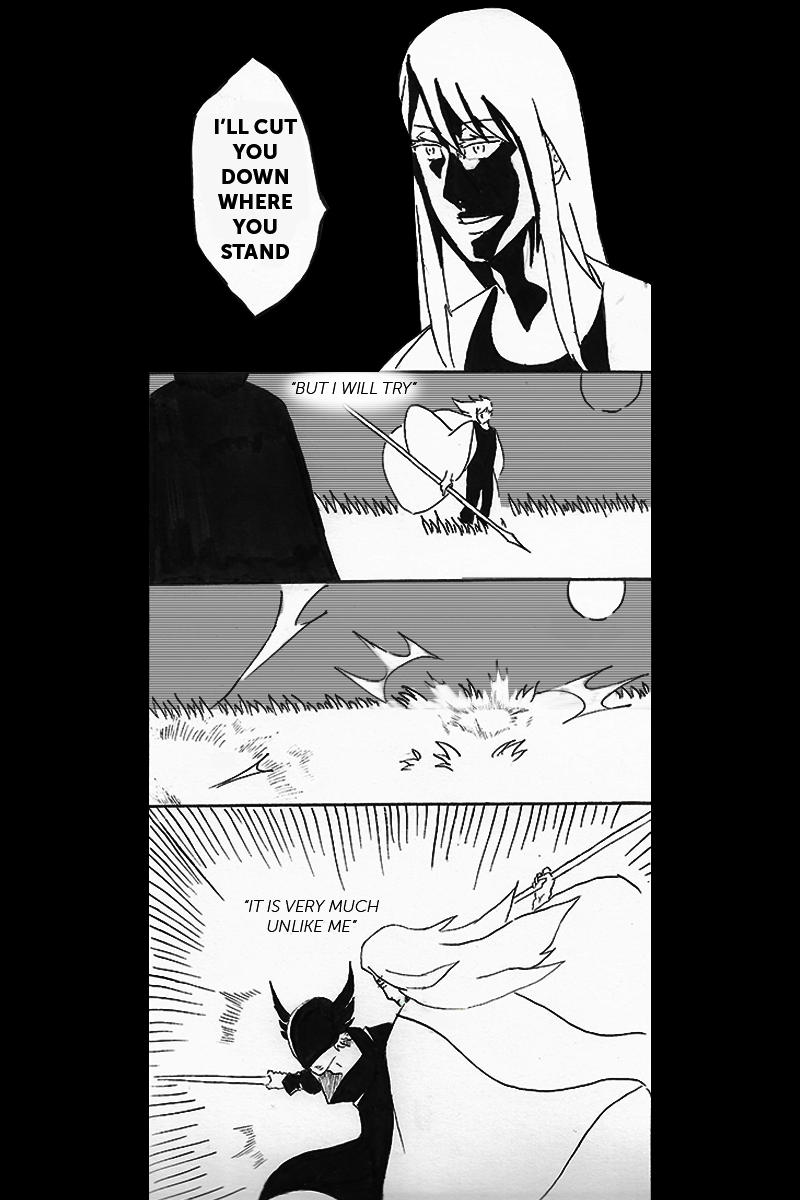 I'LL CUT
YOU
DOWN
WHERE
YOU
STAND
"BUT I WILL TRY"
"IT IS VERY MUCH
UNLIKE ME"